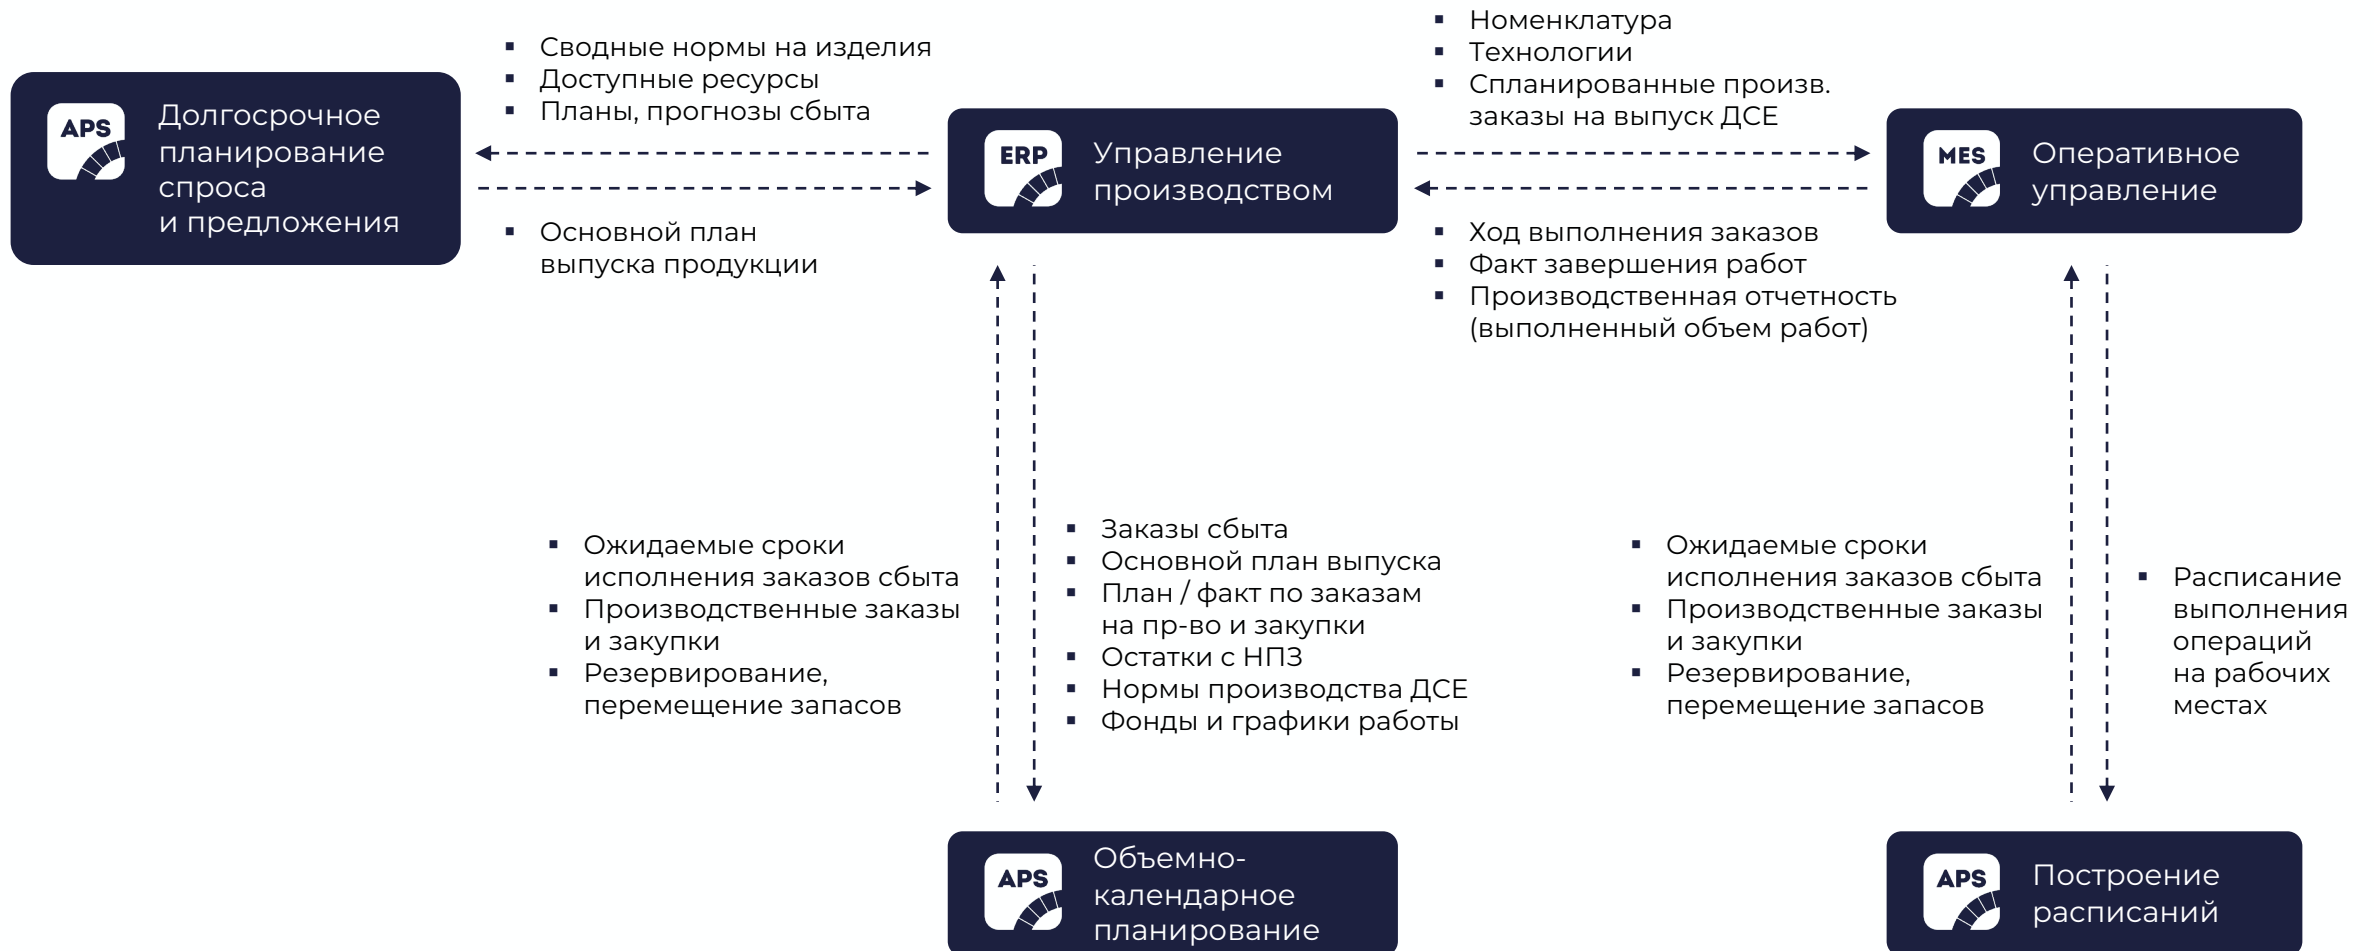 ▪ Сводные нормы на изделия
▪ Доступные ресурсы
▪ Планы, прогнозы сбыта
▪ Номенклатура
▪ Технологии
▪ Спланированные произв.
заказы на выпуск ДСЕ
APS
Долгосрочное
планирование
спроса
и предложения
ERP
Управление
производством
MES
Оперативное
управление
▪ Основной план
выпуска продукции
▪ Ход выполнения заказов
▪ Факт завершения работ
▪ Производственная отчетность
(выполненный объем работ)
▪ Ожидаемые сроки
исполнения заказов сбыта
▪ Производственные заказы
и закупки
▪ Резервирование,
перемещение запасов
▪ Заказы сбыта
▪ Основной план выпуска
▪ План / факт по заказам
на пр-во и закупки
▪ Остатки с НПЗ
▪ Нормы производства ДСЕ
▪ Фонды и графики работы
▪ Ожидаемые сроки
исполнения заказов сбыта
▪ Производственные заказы
и закупки
▪ Резервирование,
перемещение запасов
▪ Расписание
выполнения
операций
на рабочих
местах
APS
Объемно-
календарное
планирование
APS
Построение
расписаний